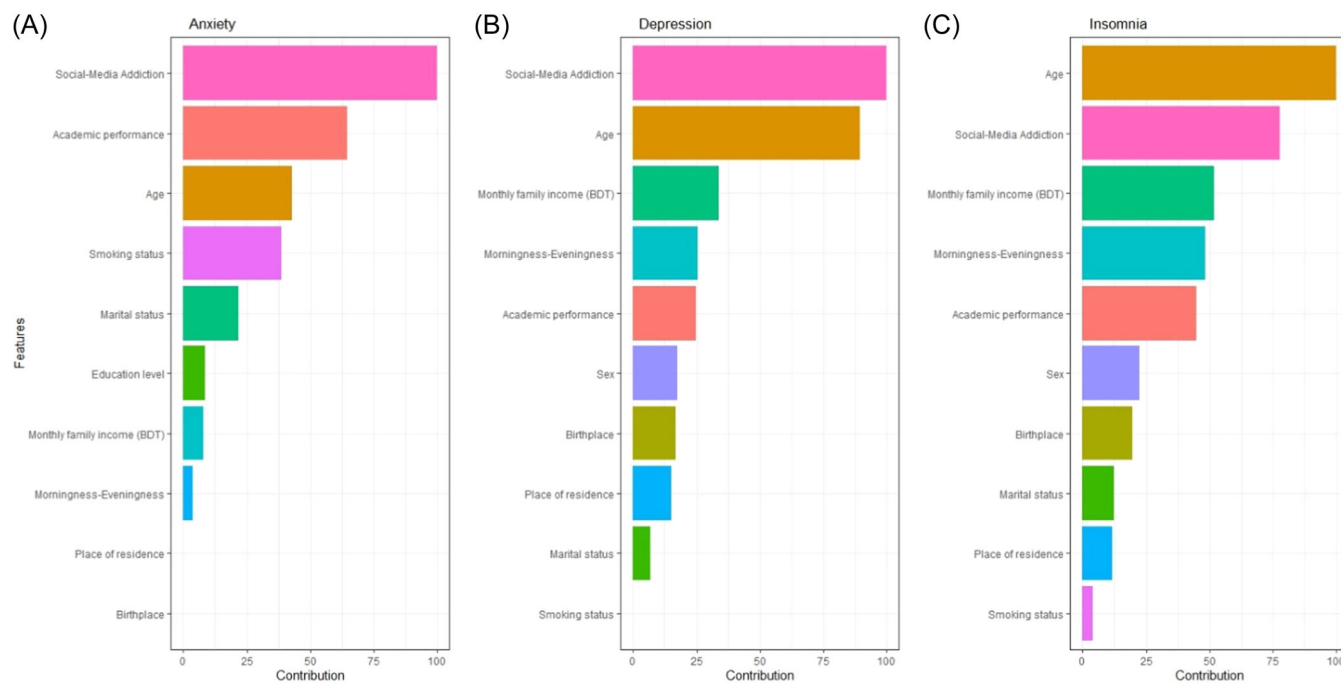 (A)
Anxiety
Features
Social-Media Addiction
Academic performance
Age
Smoking status
Marital status
Education level
Monthly family income (BDT)
Morningness-Eveningness
Place of residence
Birthplace
0 25 50 75 100
Contribution
(B)
Depression
Social-Media Addiction
Age
Monthly family income (BDT)
Morningness-Eveningness
Academic performance
Sex
Birthplace
Place of residence
Marital status
Smoking status
0 25 50 75 100
Contribution
(C)
Insomnia
Age
Social-Media Addiction
Monthly family income (BDT)
Morningness-Eveningness
Academic performance
Sex
Birthplace
Marital status
Place of residence
Smoking status
0 25 50 75 100
Contribution